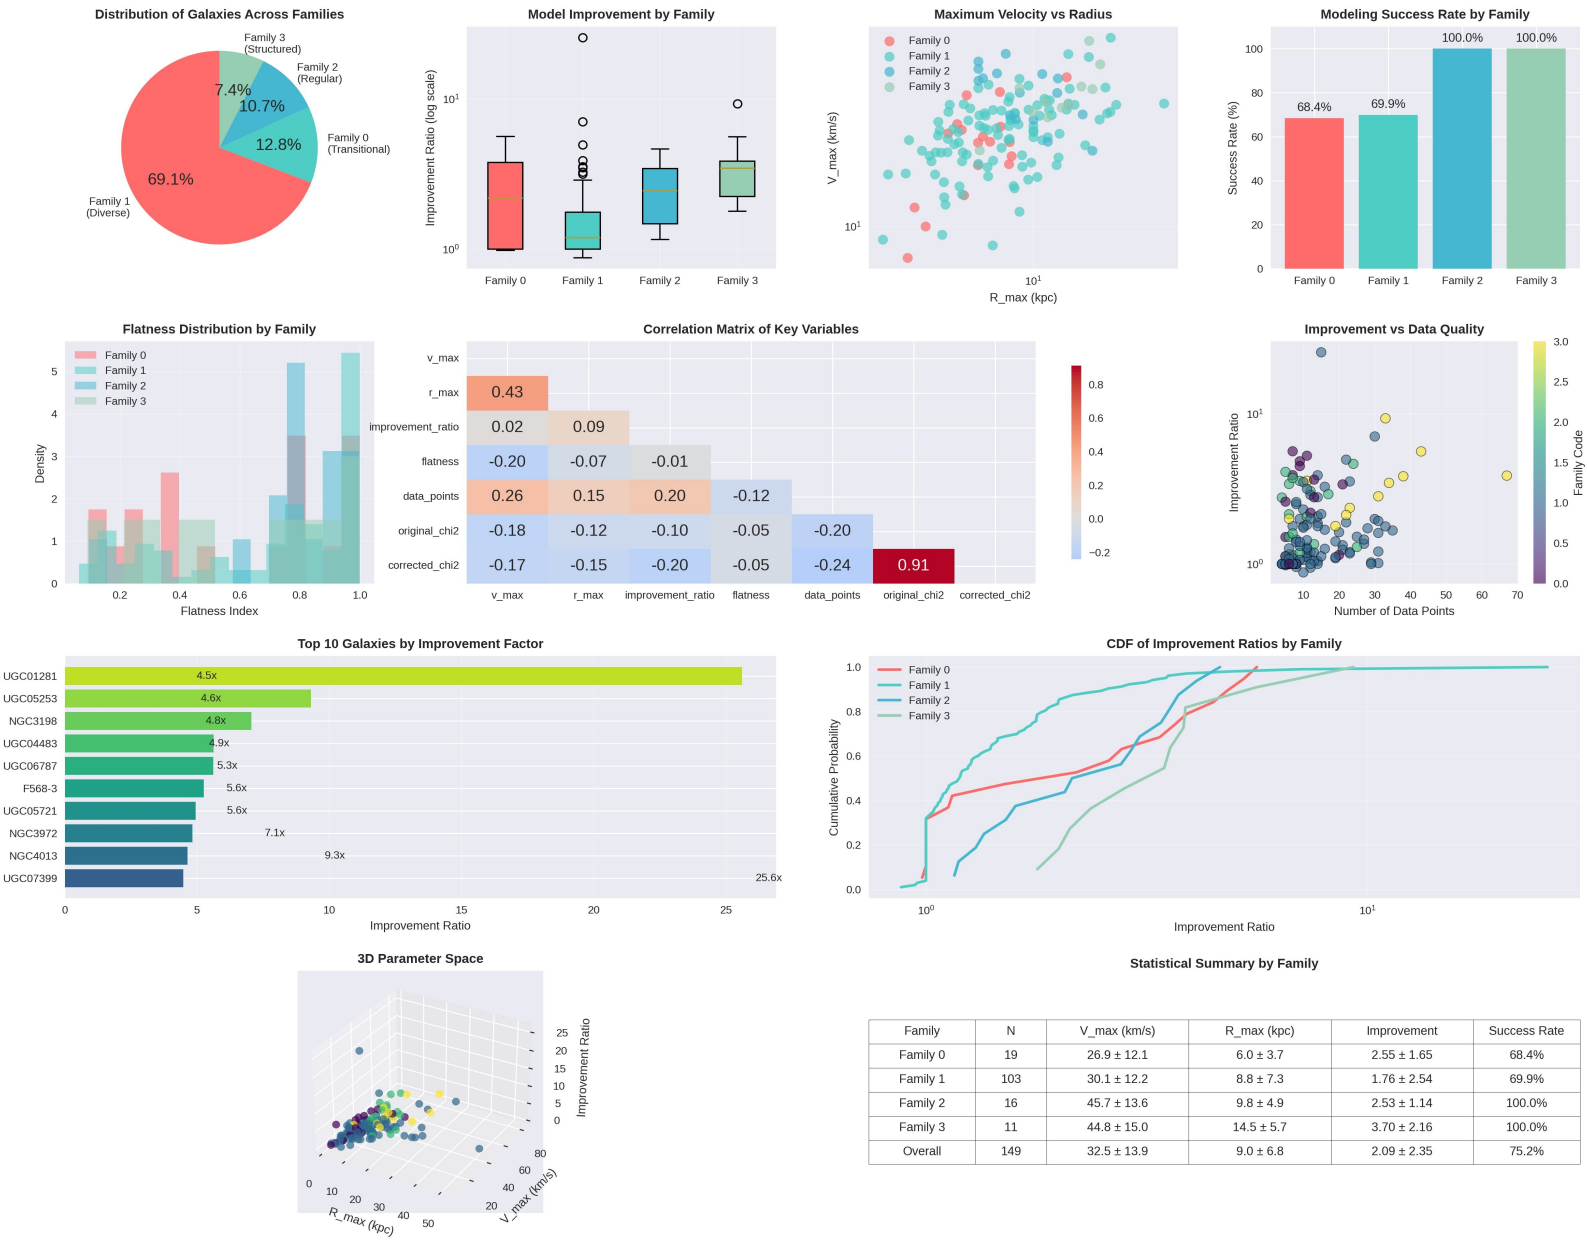 Distribution of Galaxies Across Families
Family 3
(Structured)
Family 2
(Regular)
Family 0
(Transitional)
Family 1
(Diverse)
7.4%
10.7%
12.8%
69.1%
Model Improvement by Family
Improvement Ratio (log scale)
10¹
10⁰
Family 0
Family 1
Family 2
Family 3
Maximum Velocity vs Radius
Family 0
Family 1
Family 2
Family 3
V_max (km/s)
10¹
10¹
R_max (kpc)
Modeling Success Rate by Family
Success Rate (%)
100
80
60
40
20
0
68.4%
69.9%
100.0%
100.0%
Family 0
Family 1
Family 2
Family 3
Flatness Distribution by Family
Family 0
Family 1
Family 2
Family 3
Density
5
4
3
2
1
0
0.2
0.4
0.6
0.8
1.0
Flatness Index
Correlation Matrix of Key Variables
v_max
r_max 0.43
improvement_ratio 0.02 0.09
flatness -0.20 -0.07 -0.01
data_points 0.26 0.15 0.20 -0.12
original_chi2 -0.18 -0.12 -0.10 -0.05 -0.20
corrected_chi2 -0.17 -0.15 -0.20 -0.05 -0.24 0.91
v_max r_max improvement_ratio flatness data_points original_chi2 corrected_chi2
0.8
0.6
0.4
0.2
0.0
−0.2
Improvement vs Data Quality
Improvement Ratio
10¹
10⁰
10 20 30 40 50 60 70
Number of Data Points
3.0
2.5
2.0
1.5
1.0
0.5
0.0
Family Code
Top 10 Galaxies by Improvement Factor
UGC01281 4.5x
UGC05253 4.6x
NGC3198 4.8x
UGC04483 4.9x
UGC06787 5.3x
F568-3 5.6x
UGC05721 5.6x
NGC3972 7.1x
NGC4013 9.3x
UGC07399 25.6x
0 5 10 15 20 25
Improvement Ratio
CDF of Improvement Ratios by Family
Family 0
Family 1
Family 2
Family 3
Cumulative Probability
1.0
0.8
0.6
0.4
0.2
0.0
10⁰ 10¹
Improvement Ratio
3D Parameter Space
Improvement Ratio
25
20
15
10
5
0
80
60
40
20
V_max (km/s)
0
10
20
30
40
50
R_max (kpc)
Statistical Summary by Family
Family N V_max (km/s) R_max (kpc) Improvement Success Rate
Family 0 19 26.9 ± 12.1 6.0 ± 3.7 2.55 ± 1.65 68.4%
Family 1 103 30.1 ± 12.2 8.8 ± 7.3 1.76 ± 2.54 69.9%
Family 2 16 45.7 ± 13.6 9.8 ± 4.9 2.53 ± 1.14 100.0%
Family 3 11 44.8 ± 15.0 14.5 ± 5.7 3.70 ± 2.16 100.0%
Overall 149 32.5 ± 13.9 9.0 ± 6.8 2.09 ± 2.35 75.2%